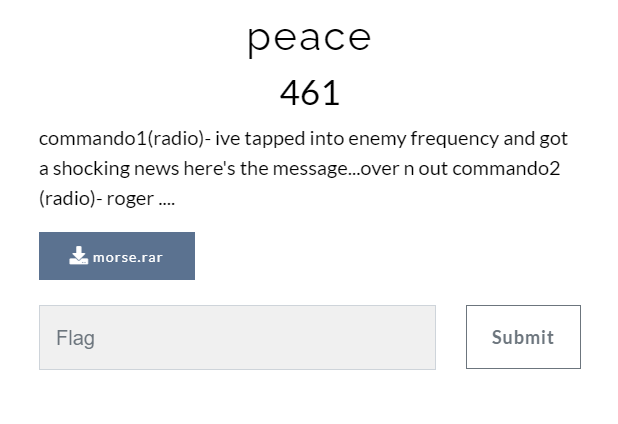 peace
461
commando1(radio)- ive tapped into enemy frequency and got
a shocking news here's the message...over n out commando2
(radio)- roger ....
morse.rar
Flag
Submit